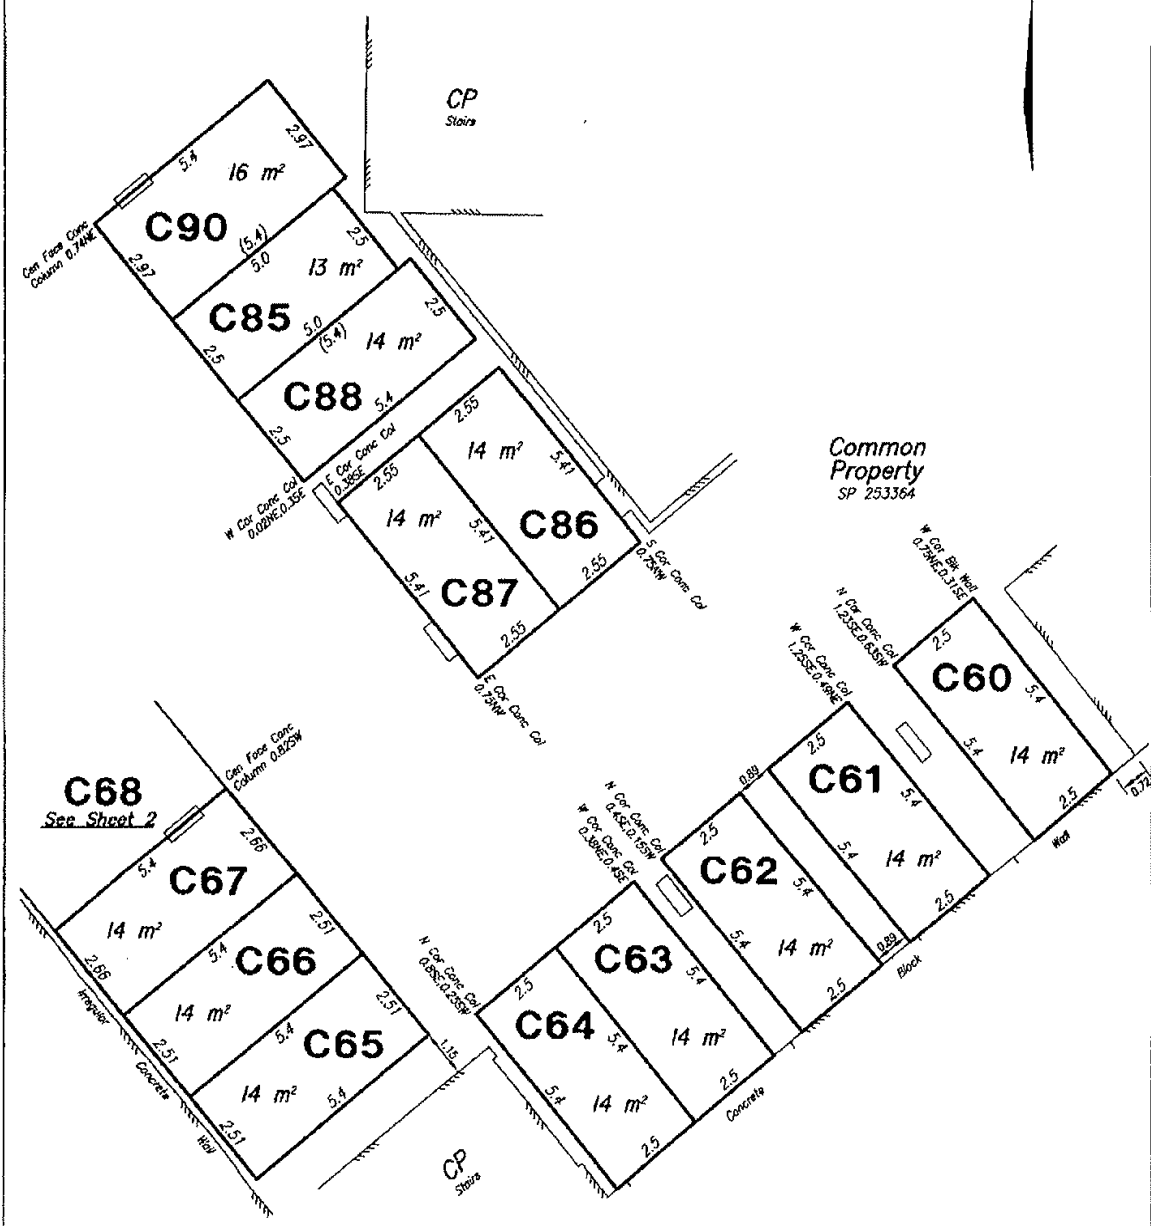 CP
Stairs
2.97
5.4
16 m²
C90
Cen Face Conc
Column 0.74NE
(5.4)
2.97
5.0
2.5
13 m²
C85
5.0
(5.4)
2.5
14 m²
2.5
C88
5.4
2.5
W Cor Conc Col
0.02NE,0.35E
E Cor Conc Col
0.38SE
2.55
14 m²
5.41
C86
2.55
14 m²
5.41
5.41
C87
2.55
2.55
S Cor Conc Col
0.75NW
E Cor Conc Col
0.75NW
Common
Property
SP 253364
W Cor Blk Wall
0.75NE,0.31SE
N Cor Conc Col
1.23SE,0.63SW
2.5
C60
5.4
5.4
14 m²
2.5
0.72
Wall
W Cor Conc Col
1.25SE,0.49NE
2.5
C61
0.89
5.4
5.4
14 m²
2.5
0.89
Block
N Cor Conc Col
0.4SE,0.15SW
2.5
C62
5.4
5.4
14 m²
2.5
W Cor Conc Col
0.38NE,0.4SE
2.5
C63
5.4
14 m²
2.5
Concrete
N Cor Conc Col
0.8SE,0.25SW
2.5
C64
5.4
5.4
14 m²
2.5
C68
See Sheet 2
Cen Face Conc
Column 0.82SW
2.66
5.4
C67
14 m²
2.66
2.51
5.4
C66
14 m²
2.51
2.51
5.4
C65
14 m²
5.4
2.51
1.15
Irregular
Concrete
Wall
CP
Stairs